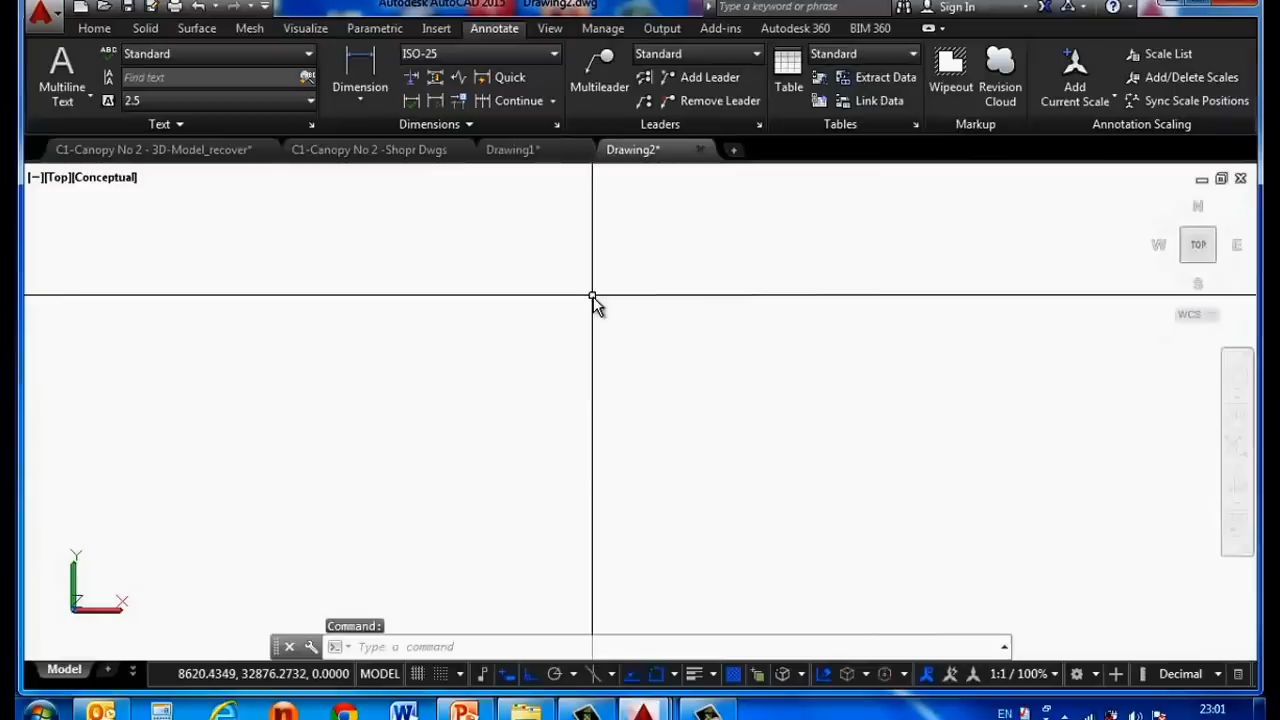 Autodesk AutoCAD 2015 Drawing2.dwg Type a keyword or phrase Sign In
Home Solid Surface Mesh Visualize Parametric Insert Annotate View Manage Output Add-ins Autodesk 360 BIM 360
A Multiline Text
ABC Standard
Find text
2.5
Text
Dimension
ISO-25
Quick
Continue
Dimensions
Multileader
Standard
Add Leader
Remove Leader
Leaders
Table
Standard
Extract Data
Link Data
Tables
Wipeout
Revision Cloud
Markup
Add Current Scale
Scale List
Add/Delete Scales
Sync Scale Positions
Annotation Scaling
C1-Canopy No 2 - 3D-Model_recover* C1-Canopy No 2 -Shopr Dwgs Drawing1* Drawing2*
[−][Top][Conceptual]
N
W TOP E
S
WCS
Y
Z X
Command:
Type a command
Model 8620.4349, 32876.2732, 0.0000 MODEL 1:1 / 100% Decimal
EN 23:01